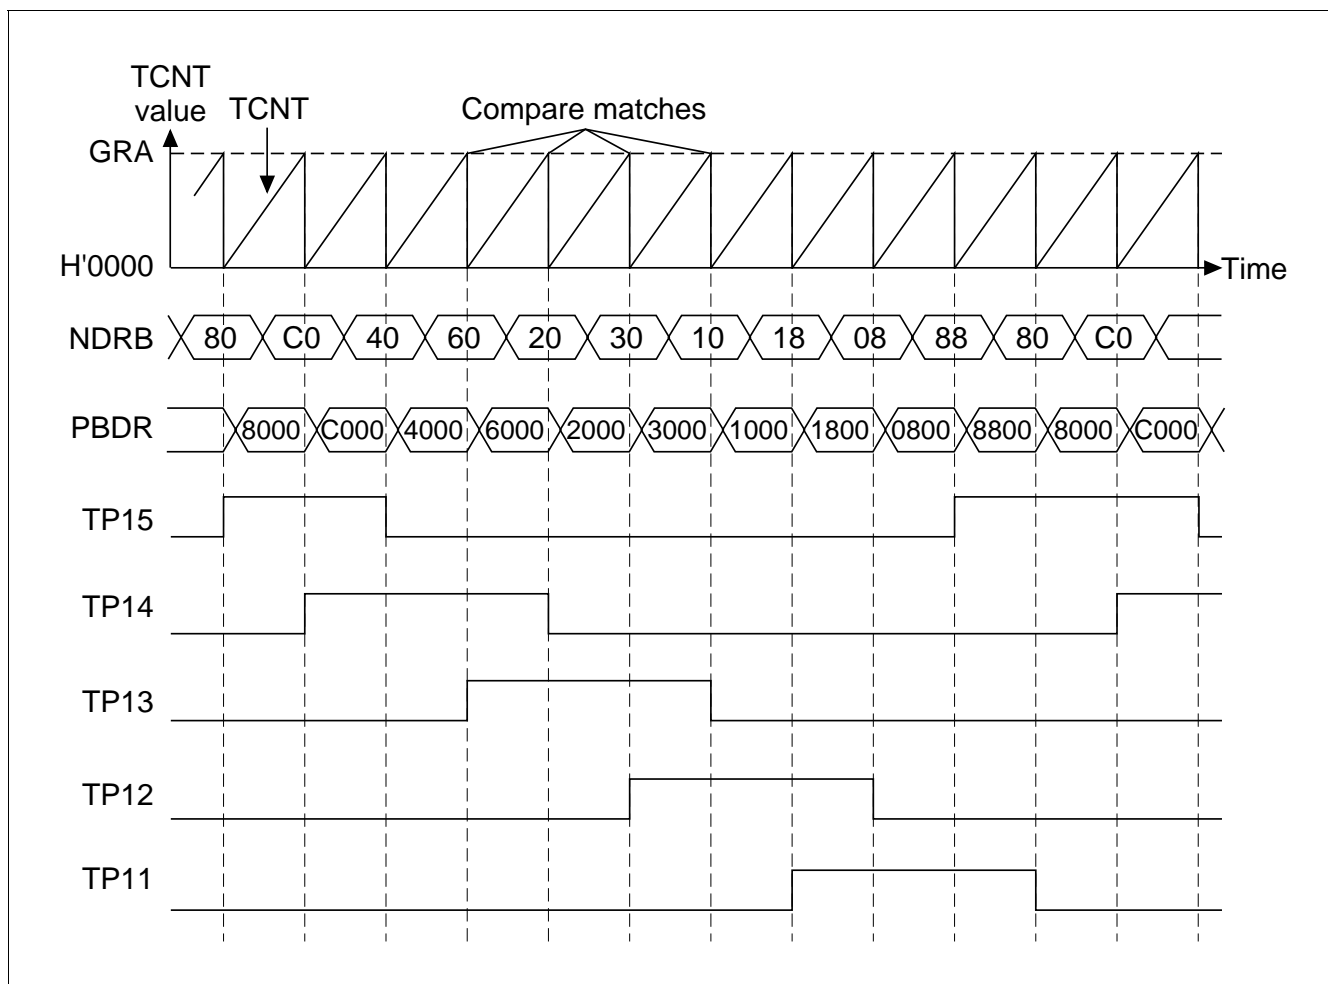 TCNT
value
TCNT
Compare matches
GRA
H'0000
Time
NDRB 80 C0 40 60 20 30 10 18 08 88 80 C0
PBDR 8000 C000 4000 6000 2000 3000 1000 1800 0800 8800 8000 C000
TP15
TP14
TP13
TP12
TP11